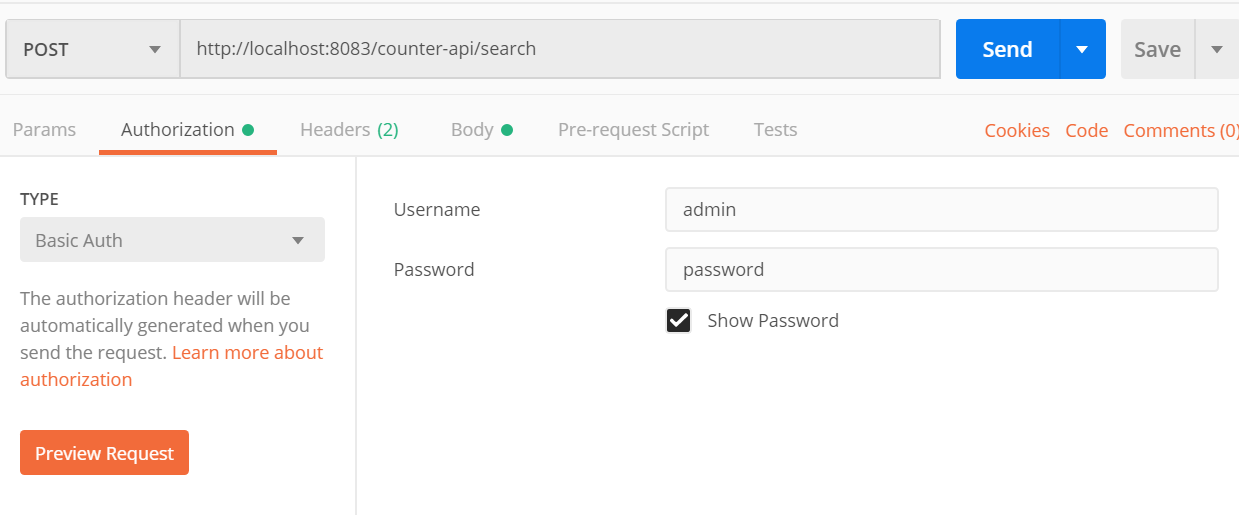 POST
http://localhost:8083/counter-api/search
Send
Save
Params
Authorization
Headers (2)
Body
Pre-request Script
Tests
Cookies
Code
Comments (0)
TYPE
Basic Auth
The authorization header will be
automatically generated when you
send the request. Learn more about
authorization
Preview Request
Username
admin
Password
password
Show Password